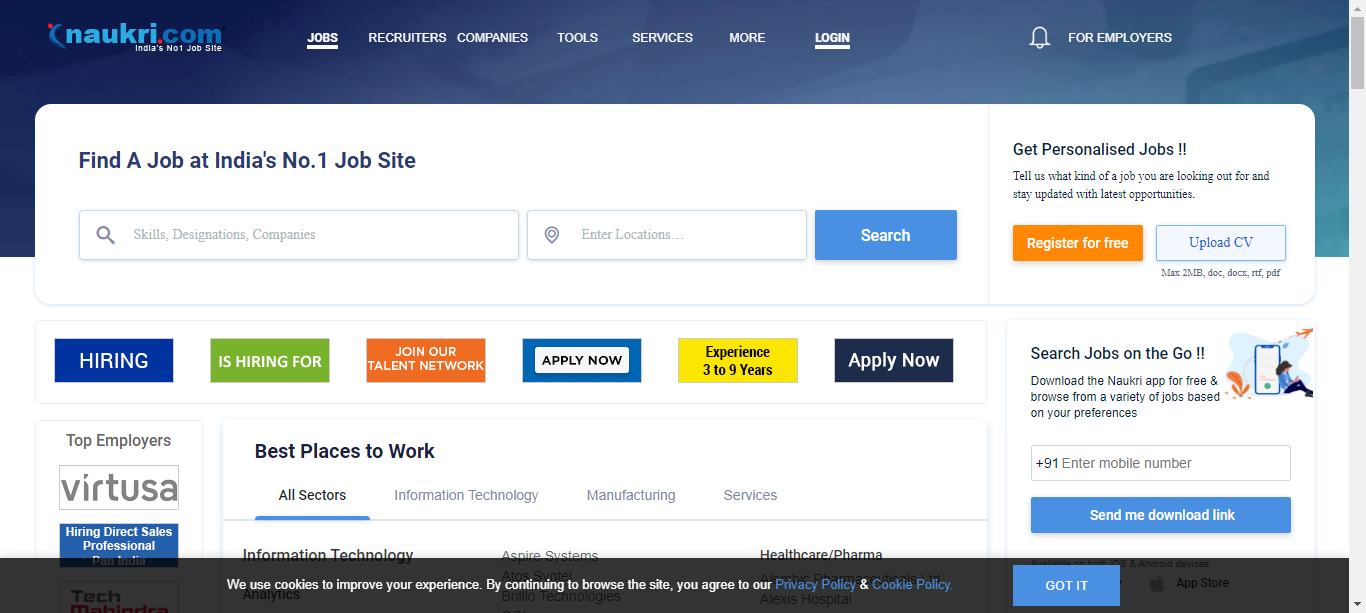 naukri.com
India's No1 Job Site
JOBS
RECRUITERS
COMPANIES
TOOLS
SERVICES
MORE
LOGIN
FOR EMPLOYERS
Find A Job at India's No.1 Job Site
Skills, Designations, Companies
Enter Locations...
Search
Get Personalised Jobs !!
Tell us what kind of a job you are looking out for and
stay updated with latest opportunities.
Register for free
Upload CV
Max 2MB, doc, docx, rtf, pdf
HIRING
IS HIRING FOR
JOIN OUR
TALENT NETWORK
APPLY NOW
Experience
3 to 9 Years
Apply Now
Search Jobs on the Go !!
Download the Naukri app for free &
browse from a variety of jobs based
on your preferences
+91 Enter mobile number
Send me download link
Available on both iOS & Android devices
App Store
Top Employers
virtusa
Hiring Direct Sales
Professional
Pan India
Tech
Mahindra
Best Places to Work
All Sectors
Information Technology
Manufacturing
Services
Information Technology
Analytics
Aspire Systems
Atos Syntel
Brillio Technologies
Healthcare/Pharma
Alembic Pharmaceuticals Ltd
Alexis Hospital
We use cookies to improve your experience. By continuing to browse the site, you agree to our Privacy Policy & Cookie Policy.
GOT IT